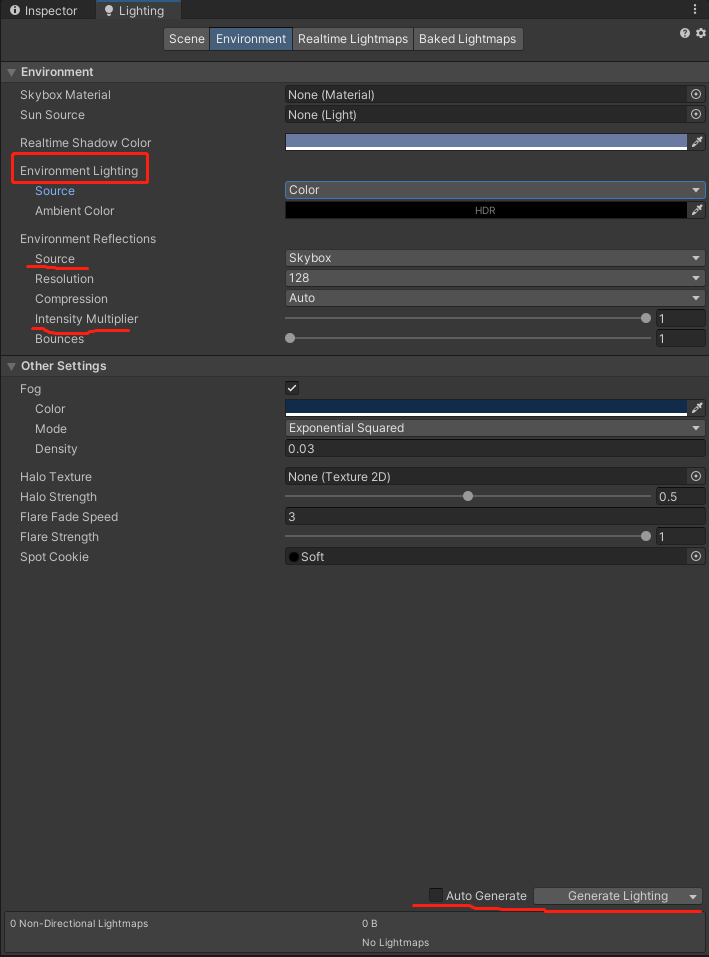 Inspector Lighting
Scene Environment Realtime Lightmaps Baked Lightmaps
Environment
Skybox Material None (Material)
Sun Source None (Light)
Realtime Shadow Color
Environment Lighting
Source Color
Ambient Color HDR
Environment Reflections
Source Skybox
Resolution 128
Compression Auto
Intensity Multiplier 1
Bounces 1
Other Settings
Fog
Color
Mode Exponential Squared
Density 0.03
Halo Texture None (Texture 2D)
Halo Strength 0.5
Flare Fade Speed 3
Flare Strength 1
Spot Cookie Soft
Auto Generate Generate Lighting
0 Non-Directional Lightmaps 0 B
No Lightmaps